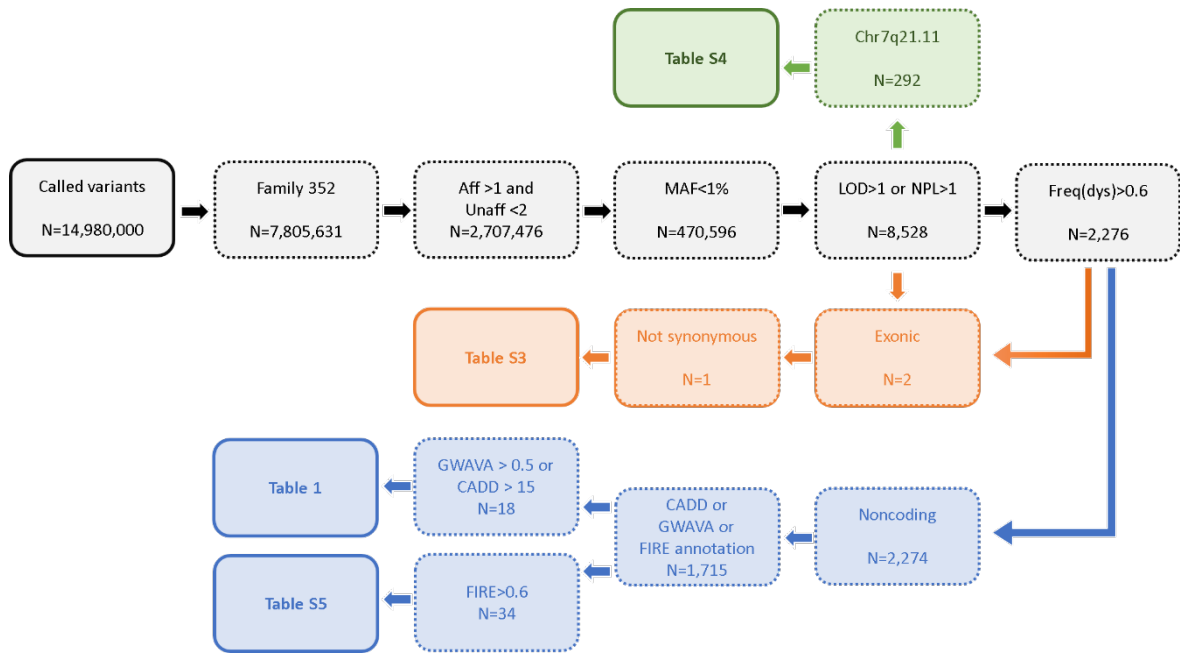 Chr7q21.11
N=292
Table S4
Called variants
N=14,980,000
Family 352
N=7,805,631
Aff >1 and
Unaff <2
N=2,707,476
MAF<1%
N=470,596
LOD>1 or NPL>1
N=8,528
Freq(dys)>0.6
N=2,276
Table S3
Not synonymous
N=1
Exonic
N=2
Table 1
GWAVA > 0.5 or
CADD > 15
N=18
CADD or
GWAVA or
FIRE annotation
N=1,715
Noncoding
N=2,274
Table S5
FIRE>0.6
N=34